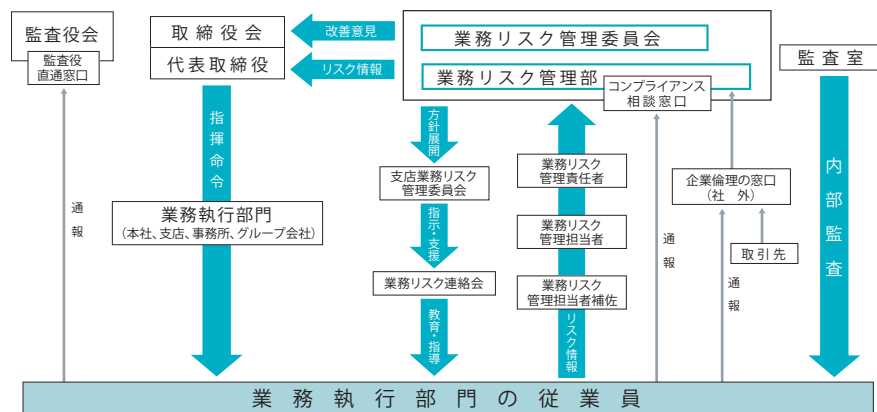 監査役会
監査役
直通窓口
取締役会
代表取締役
改善意見
リスク情報
業務リスク管理委員会
業務リスク管理部
コンプライアンス
相談窓口
監査室
指揮命令
方針展開
支店業務リスク
管理委員会
業務リスク
管理責任者
企業倫理の窓口
（社　外）
内部監査
通報
業務執行部門
（本社、支店、事務所、グループ会社）
指示・支援
業務リスク
管理担当者
通報
取引先
業務リスク連絡会
業務リスク
管理担当者補佐
通報
教育・指導
リスク情報
業務執行部門の従業員